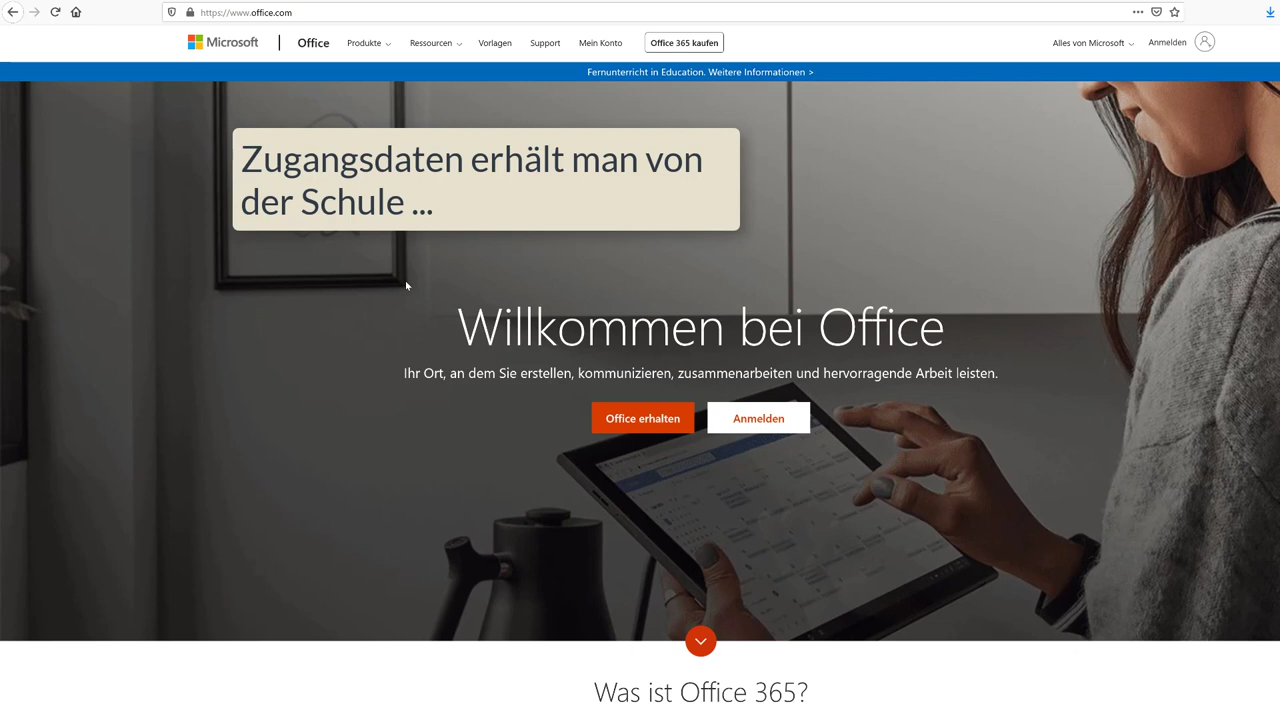 https://www.office.com
Microsoft
Office
Produkte
Ressourcen
Vorlagen
Support
Mein Konto
Office 365 kaufen
Alles von Microsoft
Anmelden
Fernunterricht in Education. Weitere Informationen >
Zugangsdaten erhält man von
der Schule ...
Willkommen bei Office
Ihr Ort, an dem Sie erstellen, kommunizieren, zusammenarbeiten und hervorragende Arbeit leisten.
Office erhalten
Anmelden
Was ist Office 365?